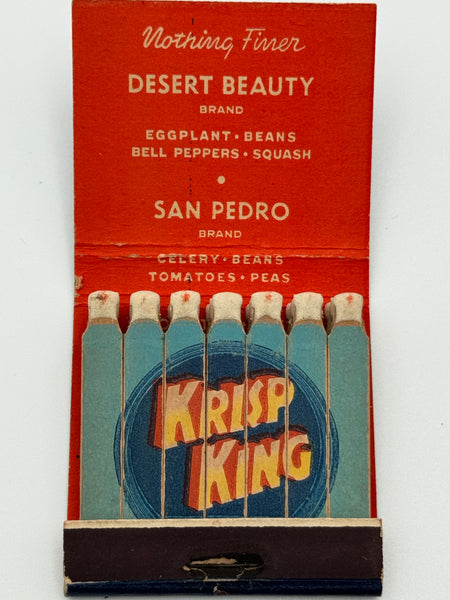 Nothing Finer
DESERT BEAUTY
BRAND
EGGPLANT • BEANS
BELL PEPPERS • SQUASH
•
SAN PEDRO
BRAND
CELERY • BEANS
TOMATOES • PEAS
KRISP
KING